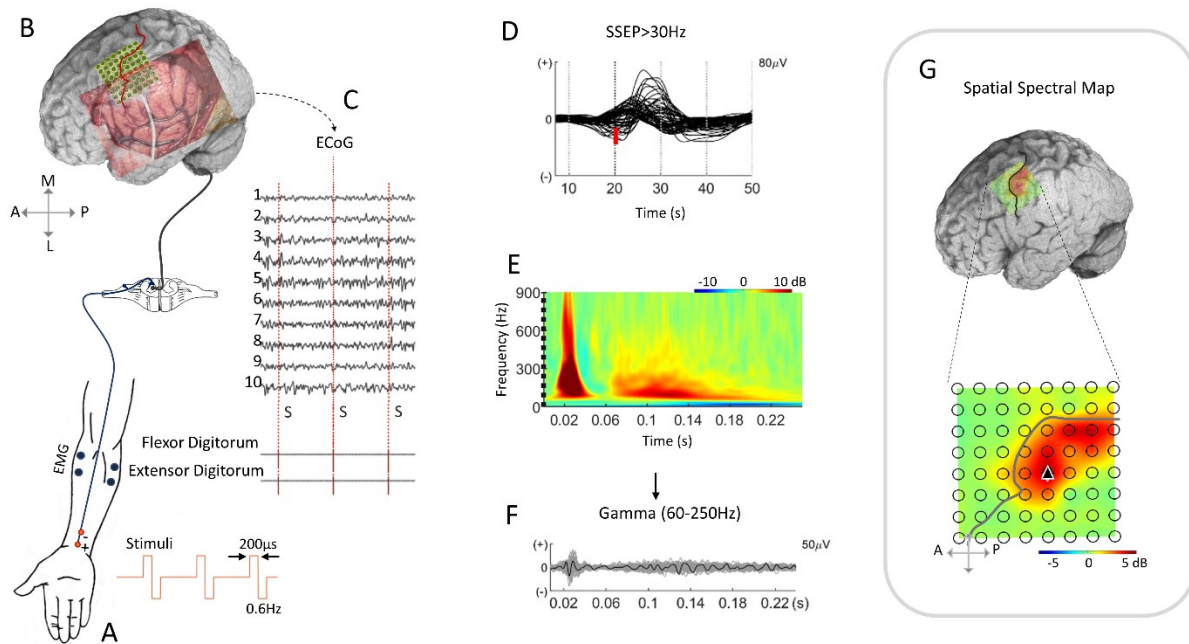 B
M
A P
L
EMG
-
+
Stimuli
200µs
0.6Hz
A
C
ECoG
1
2
3
4
5
6
7
8
9
10
S S S
Flexor Digitorum
Extensor Digitorum
D
SSEP>30Hz
(+) 80µV
0
(-)
10 20 30 40 50
Time (s)
E
-10 0 10 dB
900
600
300
0
Frequency (Hz)
0.02 0.06 0.1 0.14 0.18 0.22
Time (s)
F
Gamma (60-250Hz)
(+) 50µV
0
(-)
0.02 0.06 0.1 0.14 0.18 0.22 (s)
G
Spatial Spectral Map
A P
-5 0 5 dB